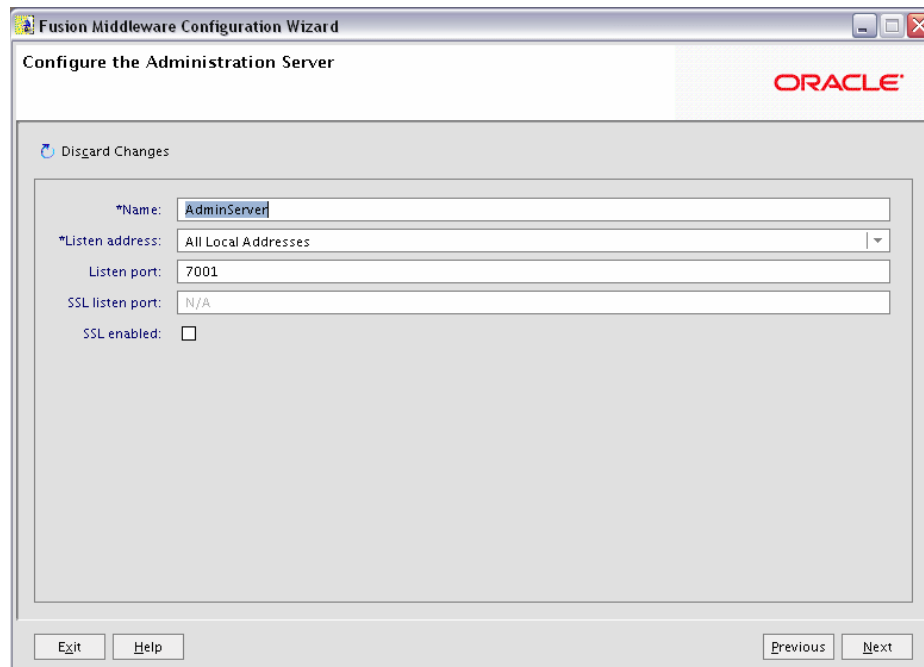 Fusion Middleware Configuration Wizard
Configure the Administration Server
ORACLE
Discard Changes
*Name: AdminServer
*Listen address: All Local Addresses
Listen port: 7001
SSL listen port: N/A
SSL enabled:
Exit Help Previous Next